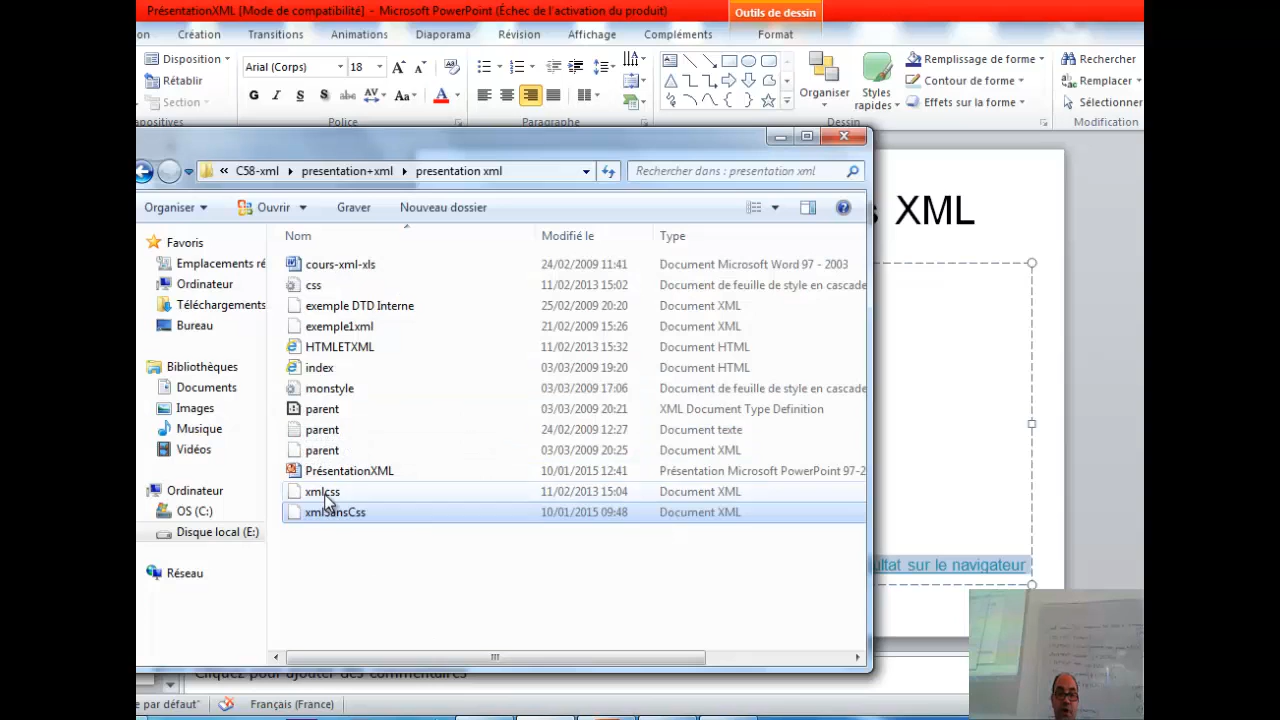 PrésentationXML [Mode de compatibilité] - Microsoft PowerPoint (Échec de l'activation du produit)
Outils de dessin
on Création Transitions Animations Diaporama Révision Affichage Compléments Format
Disposition
Rétablir
Section
Arial (Corps) 18
Organiser
Styles rapides
Remplissage de forme
Contour de forme
Effets sur la forme
Rechercher
Remplacer
Sélectionner
apositives Police Paragraphe Dessin Modification
« C58-xml presentation+xml presentation xml
Rechercher dans : presentation xml
Organiser Ouvrir Graver Nouveau dossier
XML
Favoris
Emplacements ré
Ordinateur
Téléchargements
Bureau
Bibliothèques
Documents
Images
Musique
Vidéos
Ordinateur
OS (C:)
Disque local (E:)
Réseau
Nom Modifié le Type
cours-xml-xls 24/02/2009 11:41 Document Microsoft Word 97 - 2003
css 11/02/2013 15:02 Document de feuille de style en cascade
exemple DTD Interne 25/02/2009 20:20 Document XML
exemple1xml 21/02/2009 15:26 Document XML
HTMLETXML 11/02/2013 15:32 Document HTML
index 03/03/2009 19:20 Document HTML
monstyle 03/03/2009 17:06 Document de feuille de style en cascade
parent 03/03/2009 20:21 XML Document Type Definition
parent 24/02/2009 12:27 Document texte
parent 03/03/2009 20:25 Document XML
PrésentationXML 10/01/2015 12:41 Présentation Microsoft PowerPoint 97-2
xmlcss 11/02/2013 15:04 Document XML
xmlSansCss 10/01/2015 09:48 Document XML
ultat sur le navigateur
Cliquez pour ajouter des commentaires
e par défaut" Français (France)